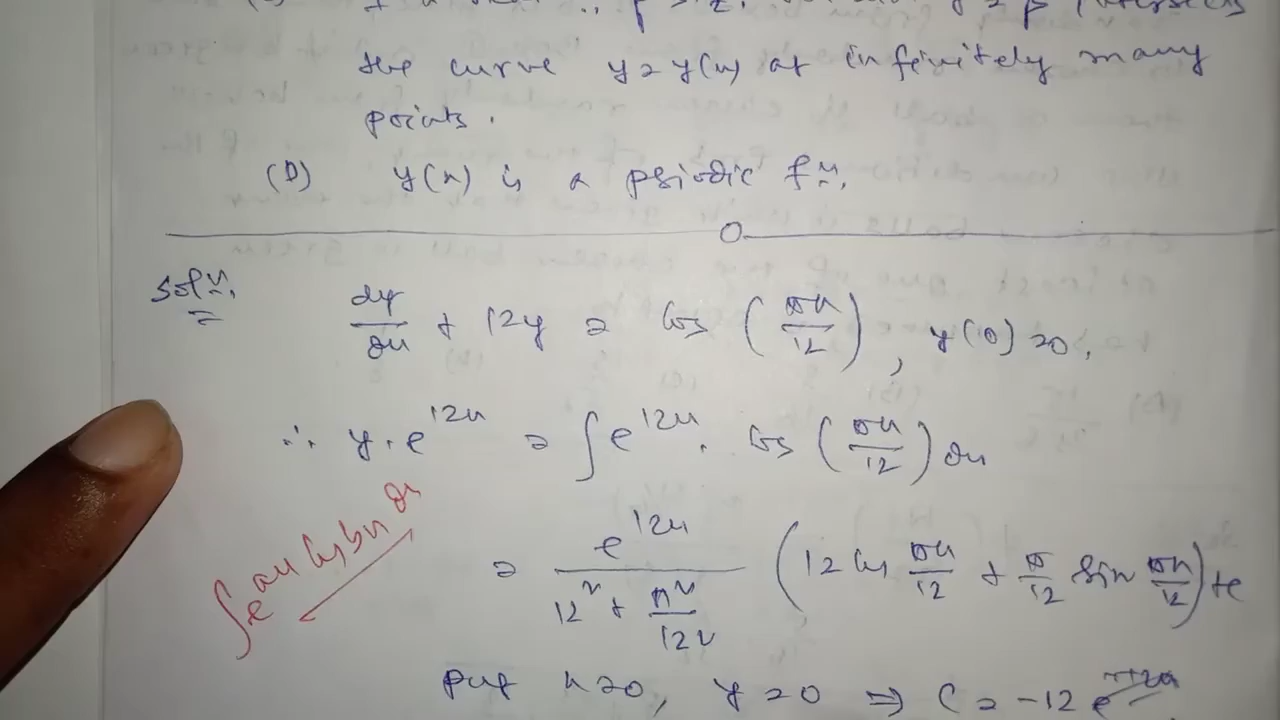 the curve y = y(x) at infinitely many
points.
(D) y(x) is a periodic fn.
Soln. dy/dx + 12y = cos (πx/12), y(0) = 0.
∴ y·e^12x = ∫ e^12x · cos (πx/12) dx
∫ e^ax cos bx dx
= e^12x / (12² + π²/12²) (12 cos πx/12 + π/12 sin πx/12) + c
put x = 0, y = 0 ⇒ C = -12